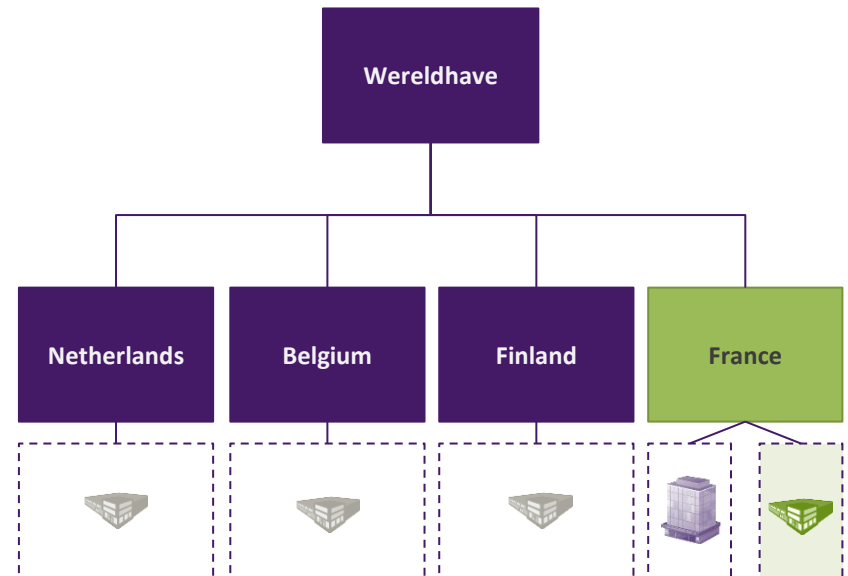 Wereldhave
Netherlands
Belgium
Finland
France